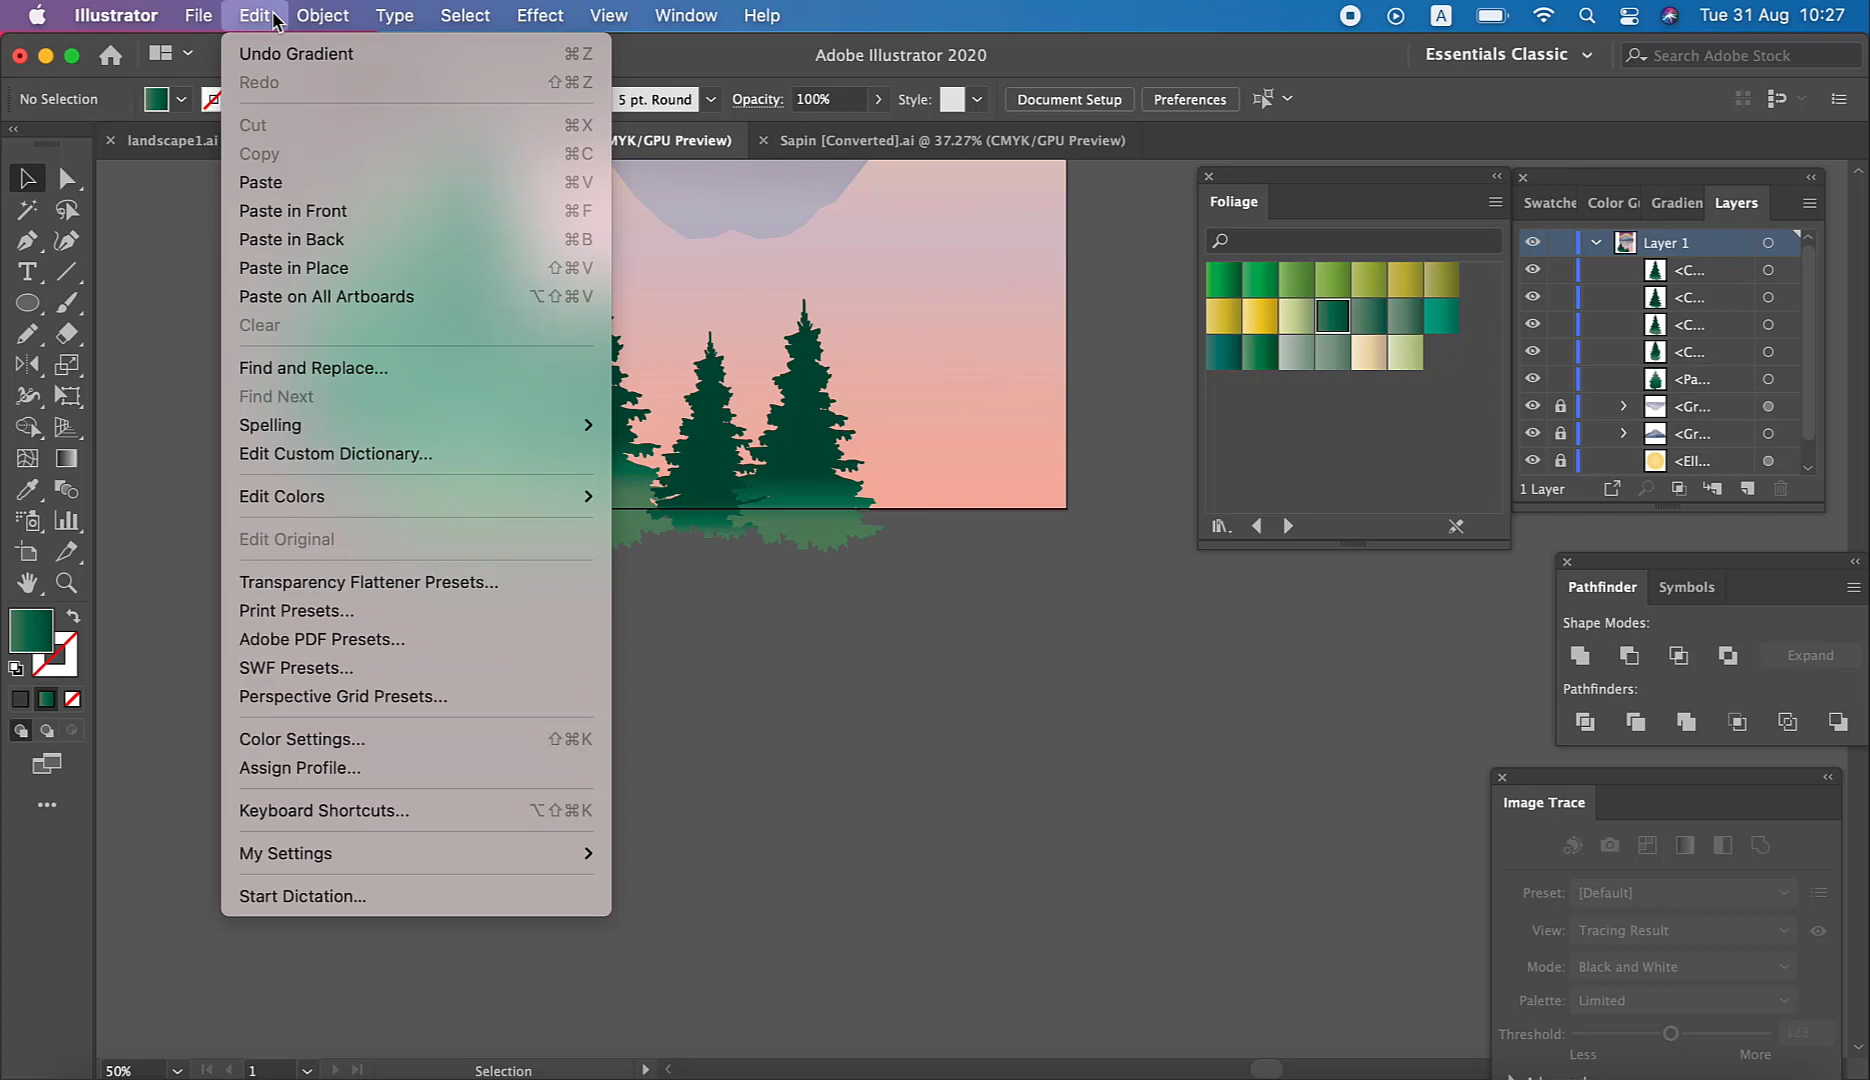 Illustrator File Edit Object Type Select Effect View Window Help A Tue 31 Aug 10:27
Adobe Illustrator 2020 Essentials Classic Search Adobe Stock
No Selection 5 pt. Round Opacity: 100% Style: Document Setup Preferences
landscape1.ai MYK/GPU Preview) Sapin [Converted].ai @ 37.27% (CMYK/GPU Preview)
Undo Gradient ⌘Z
Redo ⇧⌘Z
Cut ⌘X
Copy ⌘C
Paste ⌘V
Paste in Front ⌘F
Paste in Back ⌘B
Paste in Place ⇧⌘V
Paste on All Artboards ⌥⇧⌘V
Clear
Find and Replace...
Find Next
Spelling
Edit Custom Dictionary...
Edit Colors
Edit Original
Transparency Flattener Presets...
Print Presets...
Adobe PDF Presets...
SWF Presets...
Perspective Grid Presets...
Color Settings... ⇧⌘K
Assign Profile...
Keyboard Shortcuts... ⌥⇧⌘K
My Settings
Start Dictation...
Foliage
Swatche Color G Gradien Layers
Layer 1
<C...
<C...
<C...
<C...
<Pa...
<Gr...
<Gr...
<Ell...
1 Layer
Pathfinder Symbols
Shape Modes:
Expand
Pathfinders:
Image Trace
Preset: [Default]
View: Tracing Result
Mode: Black and White
Palette: Limited
Threshold: 128
Less More
50% 1 Selection